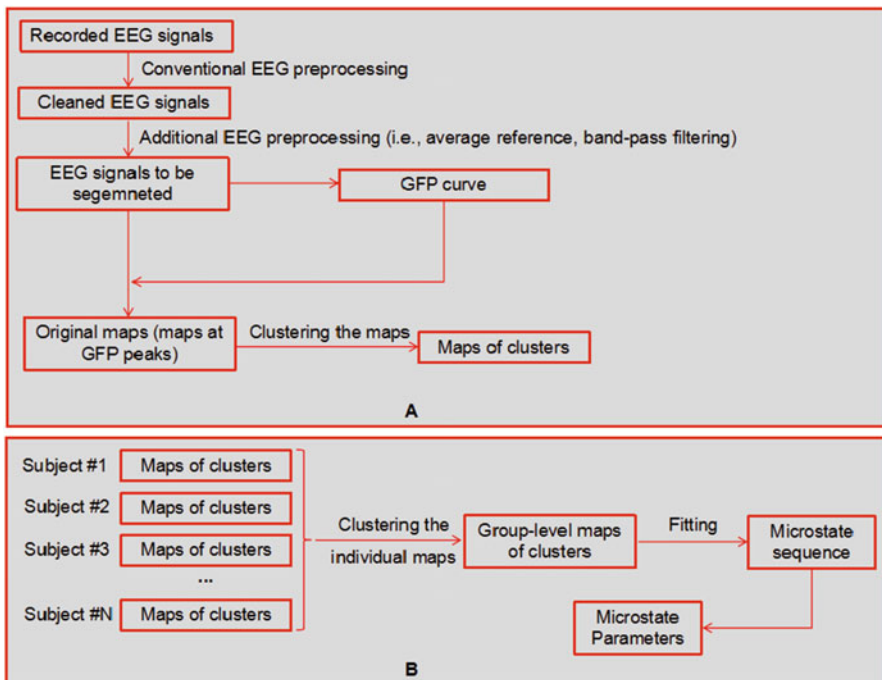 Recorded EEG signals
Conventional EEG preprocessing
Cleaned EEG signals
Additional EEG preprocessing (i.e., average reference, band-pass filtering)
EEG signals to be
segemneted
GFP curve
Original maps (maps at
GFP peaks)
Clustering the maps
Maps of clusters
A
Subject #1
Maps of clusters
Subject #2
Maps of clusters
Subject #3
Maps of clusters
...
Subject #N
Maps of clusters
Clustering the
individual maps
Group-level maps
of clusters
Fitting
Microstate
sequence
Microstate
Parameters
B